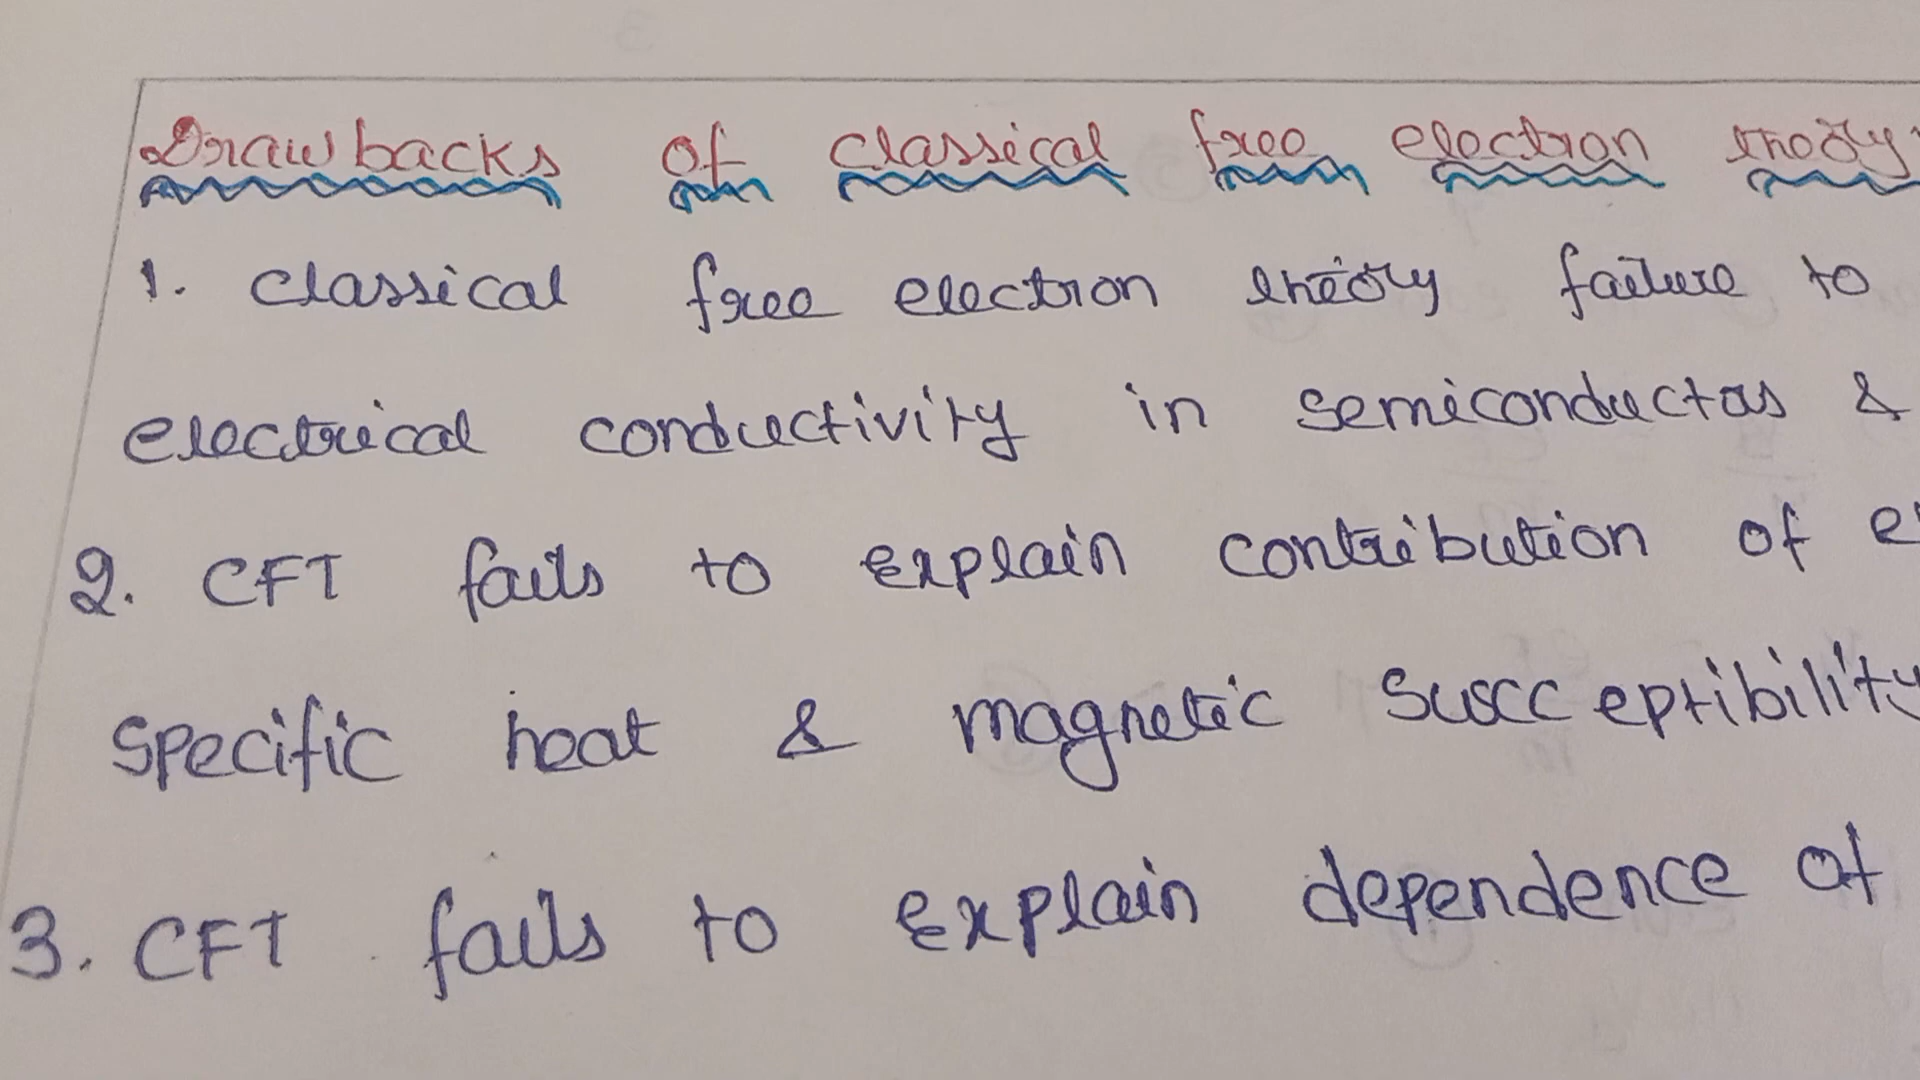 Drawbacks of classical free electron theory
1. classical free electron theory failure to
electrical conductivity in semiconductors &
2. CFT fails to explain contribution of
specific heat & magnetic Susceeptibility
3. CFT fails to explain dependence of